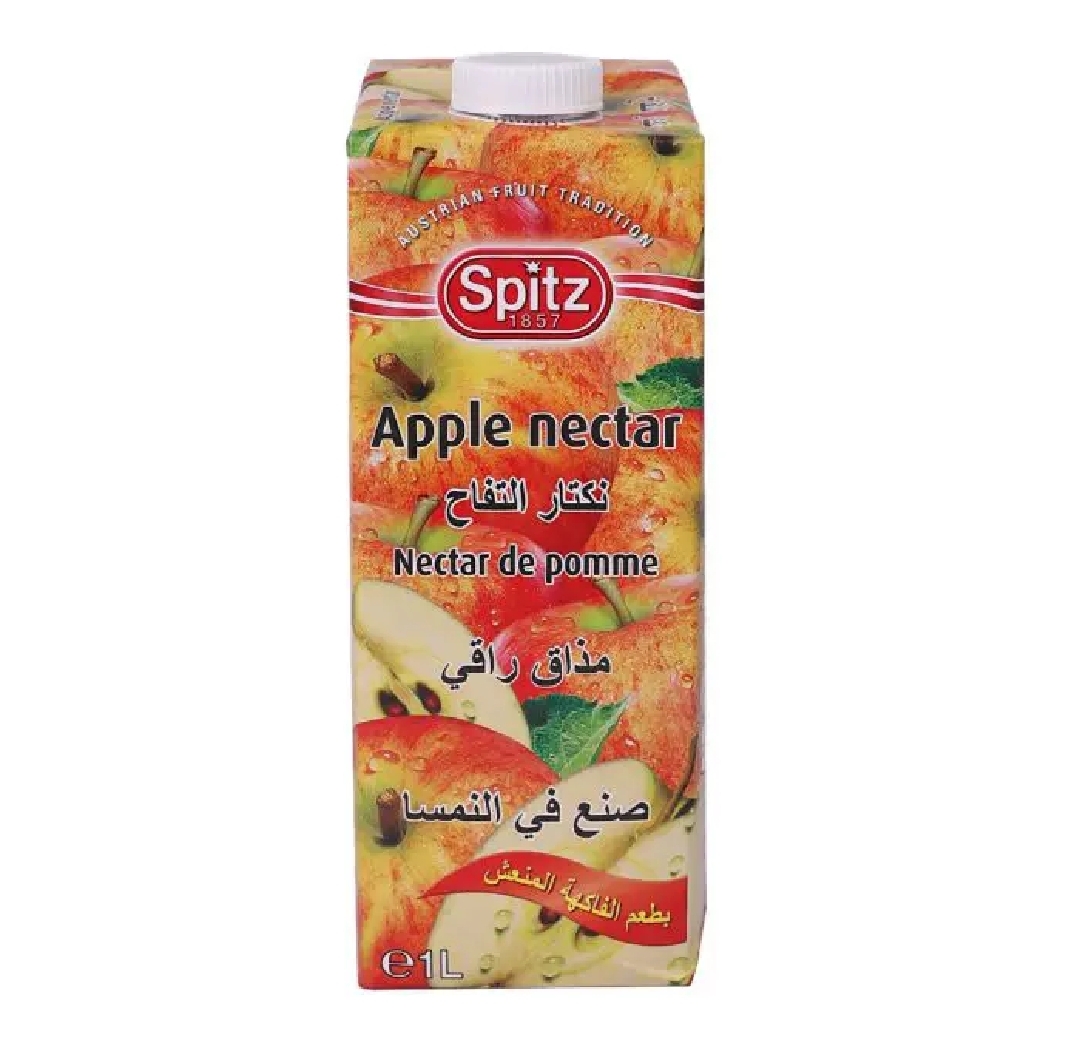 AUSTRIAN FRUIT TRADITION
Spitz
1857
Apple nectar
نكتار التفاح
Nectar de pomme
مذاق راقي
صنع في النمسا
بطعم الفاكهة المنعش
℮1L